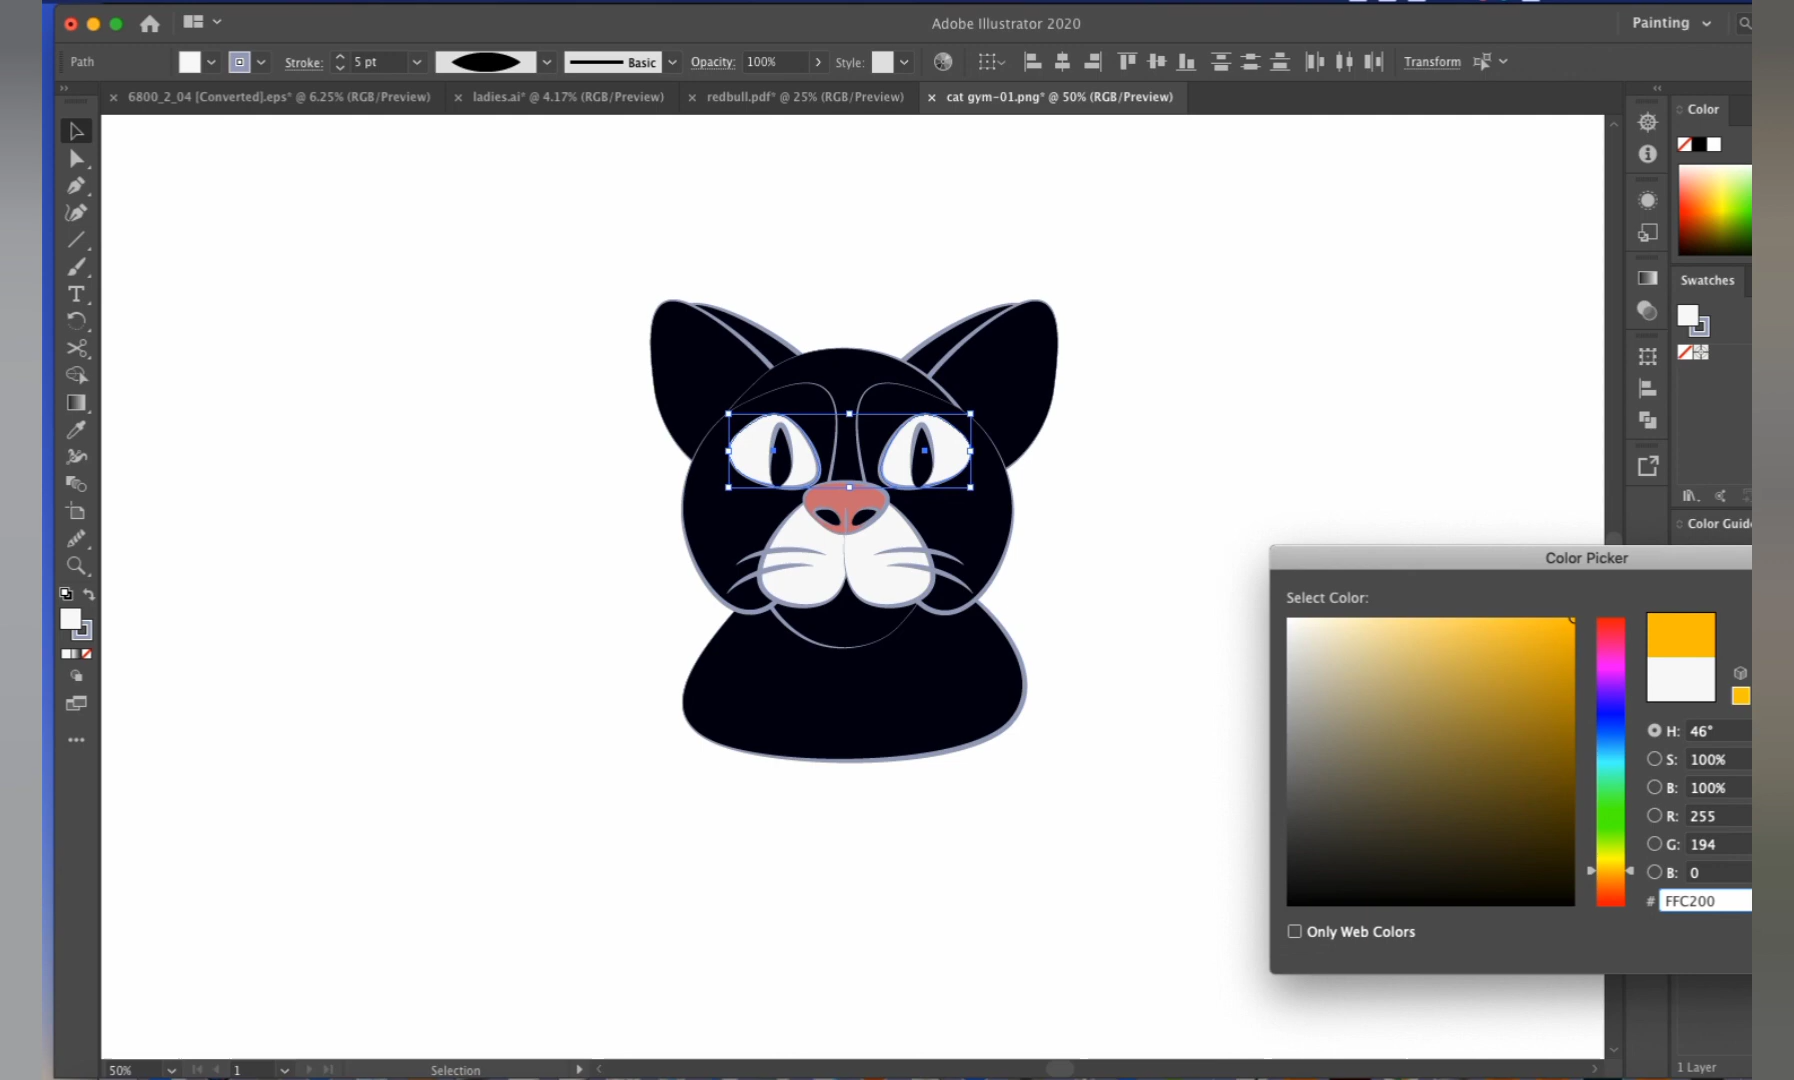 Adobe Illustrator 2020
Painting
Path
Stroke:
5 pt
Basic
Opacity:
100%
Style:
Transform
6800_2_04 [Converted].eps* @ 6.25% (RGB/Preview)
ladies.ai* @ 4.17% (RGB/Preview)
redbull.pdf* @ 25% (RGB/Preview)
cat gym-01.png* @ 50% (RGB/Preview)
Color
Swatches
Color Guide
Color Picker
Select Color:
H: 46°
S: 100%
B: 100%
R: 255
G: 194
B: 0
# FFC200
Only Web Colors
50%
1
Selection
1 Layer